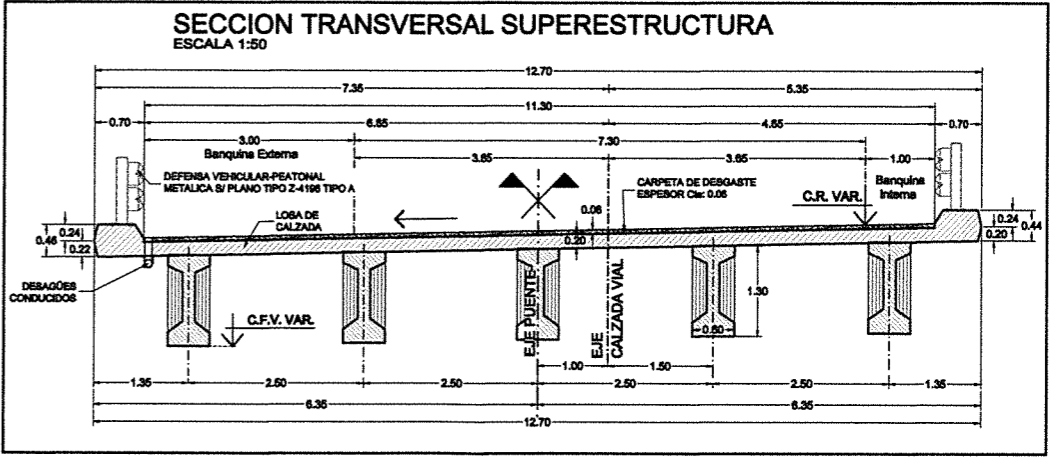 SECCION TRANSVERSAL SUPERESTRUCTURA
ESCALA 1:50
12.70
7.35
5.35
11.30
0.70
6.65
4.65
0.70
3.00
7.30
Banquina Externa
3.65
3.65
1.00
DEFENSA VEHICULAR-PEATONAL
METALICA S/ PLANO TIPO Z-4198 TIPO A
CARPETA DE DESGASTE
ESPESOR Cte: 0.06
Banquina
Interna
C.R. VAR.
LOSA DE
CALZADA
0.06
0.20
0.46
0.24
0.22
0.24
0.20
0.44
DESAGÜES
CONDUCIDOS
C.F.V. VAR.
EJE PUENTE
EJE
CALZADA VIAL
1.30
0.60
1.00
1.50
1.35
2.50
2.50
2.50
2.50
1.35
6.35
6.35
12.70